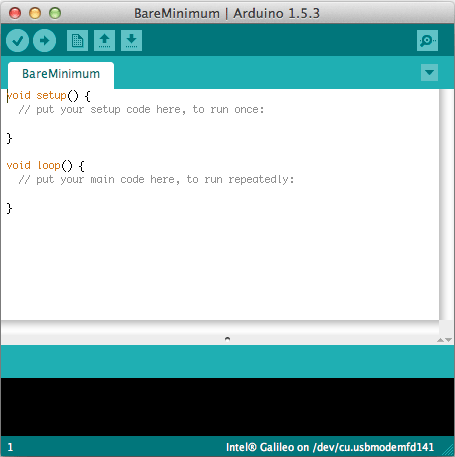 BareMinimum | Arduino 1.5.3
BareMinimum
void setup() {
// put your setup code here, to run once:
}
void loop() {
// put your main code here, to run repeatedly:
}
1
Intel® Galileo on /dev/cu.usbmodemfd141